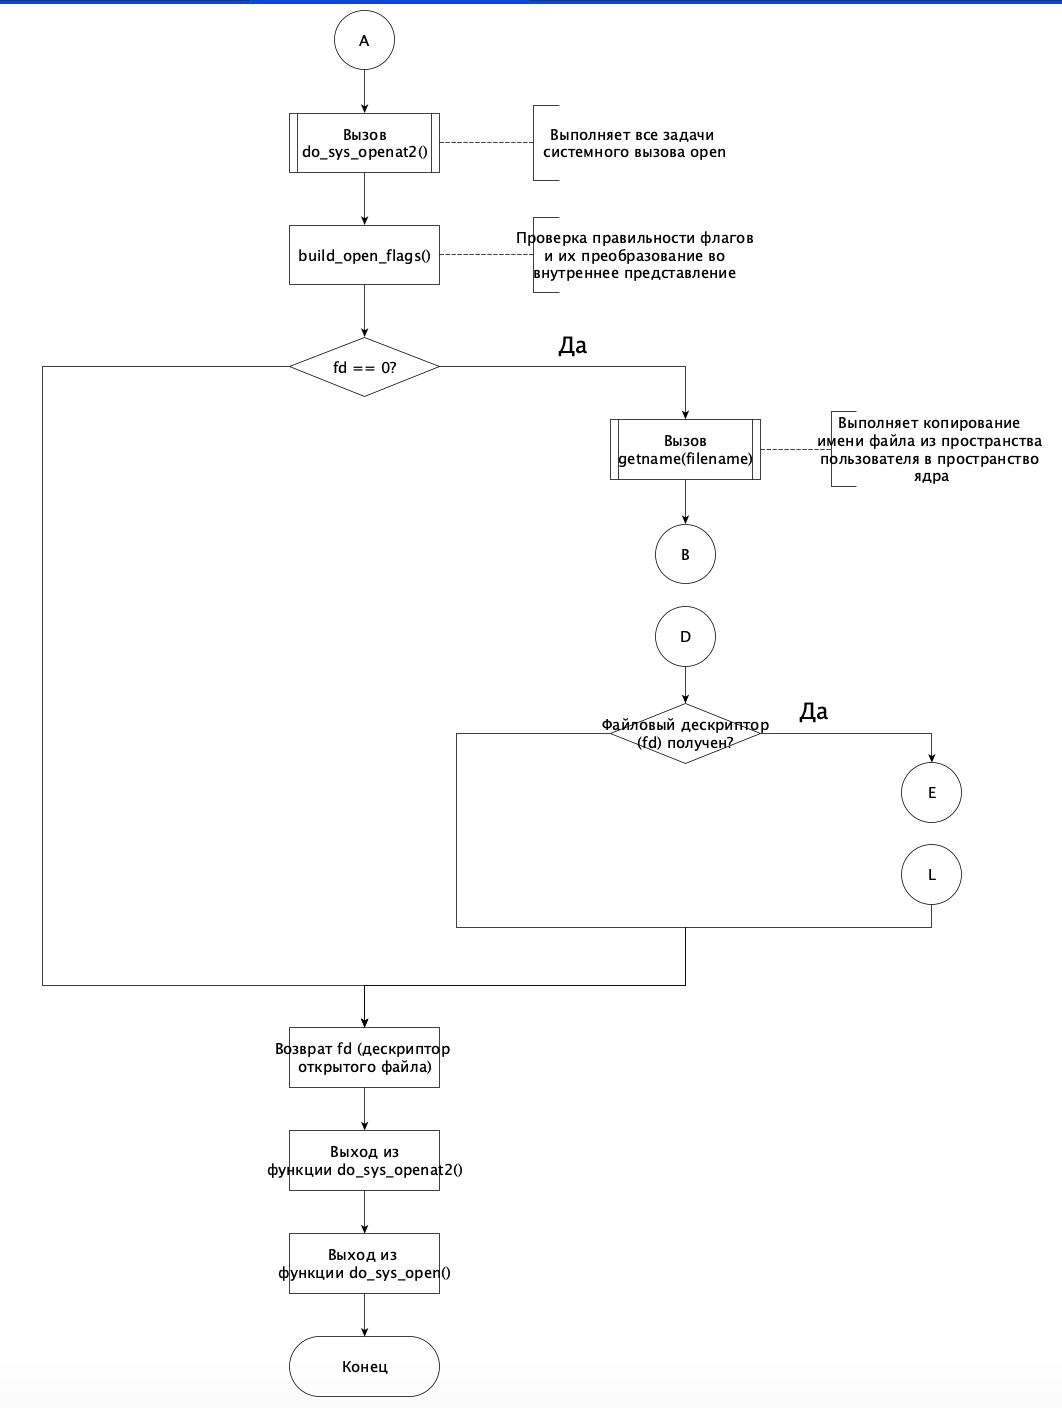 A
Вызов
do_sys_openat2()
Выполняет все задачи
системного вызова open
build_open_flags()
Проверка правильности флагов
и их преобразование во
внутреннее представление
fd == 0?
Да
Вызов
getname(filename)
Выполняет копирование
имени файла из пространства
пользователя в пространство
ядра
B
D
Файловый дескриптор
(fd) получен?
Да
E
L
Возврат fd (дескриптор
открытого файла)
Выход из
функции do_sys_openat2()
Выход из
функции do_sys_open()
Конец